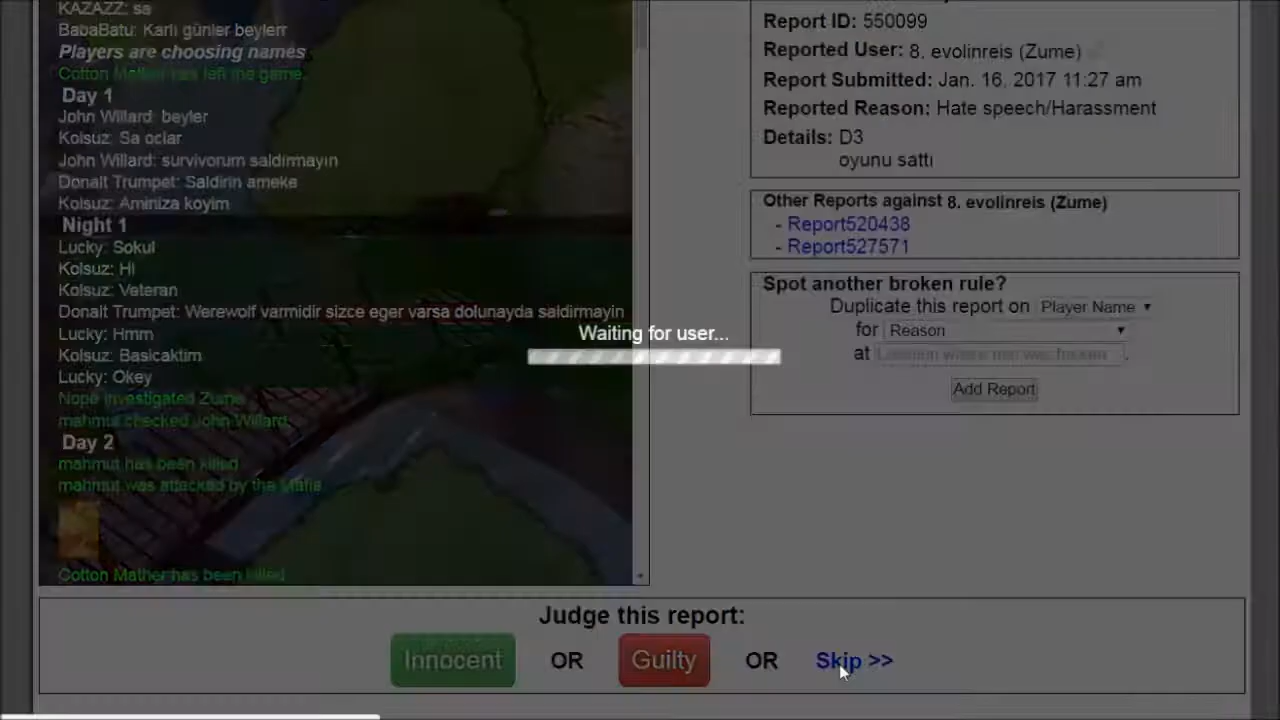 KAZAZZ: sa
BabaBatu: Karlı günler beylerr
Players are choosing names
Cotton Mather has left the game.
Day 1
John Willard: beyler
Kolsuz: Sa oclar
John Willard: survivorum saldırmayın
Donalt Trumpet: Saldirin ameke
Kolsuz: Aminiza koyim
Night 1
Lucky: Sokul
Kolsuz: Hi
Kolsuz: Veteran
Donalt Trumpet: Werewolf varmidir sizce eger varsa dolunayda saldirmayin
Lucky: Hmm
Kolsuz: Basicaktim
Lucky: Okey
Nope investigated Zume.
mahmut checked John Willard.
Day 2
mahmut has been killed.
mahmut was attacked by the Mafia.
Cotton Mather has been killed.
Report ID: 550099
Reported User: 8. evolinreis (Zume)
Report Submitted: Jan. 16, 2017 11:27 am
Reported Reason: Hate speech/Harassment
Details: D3
oyunu sattı
Other Reports against 8. evolinreis (Zume)
- Report520438
- Report527571
Spot another broken rule?
Duplicate this report on Player Name
for Reason
at Location where rule was broken.
Add Report
Waiting for user...
Judge this report:
Innocent OR Guilty OR Skip >>